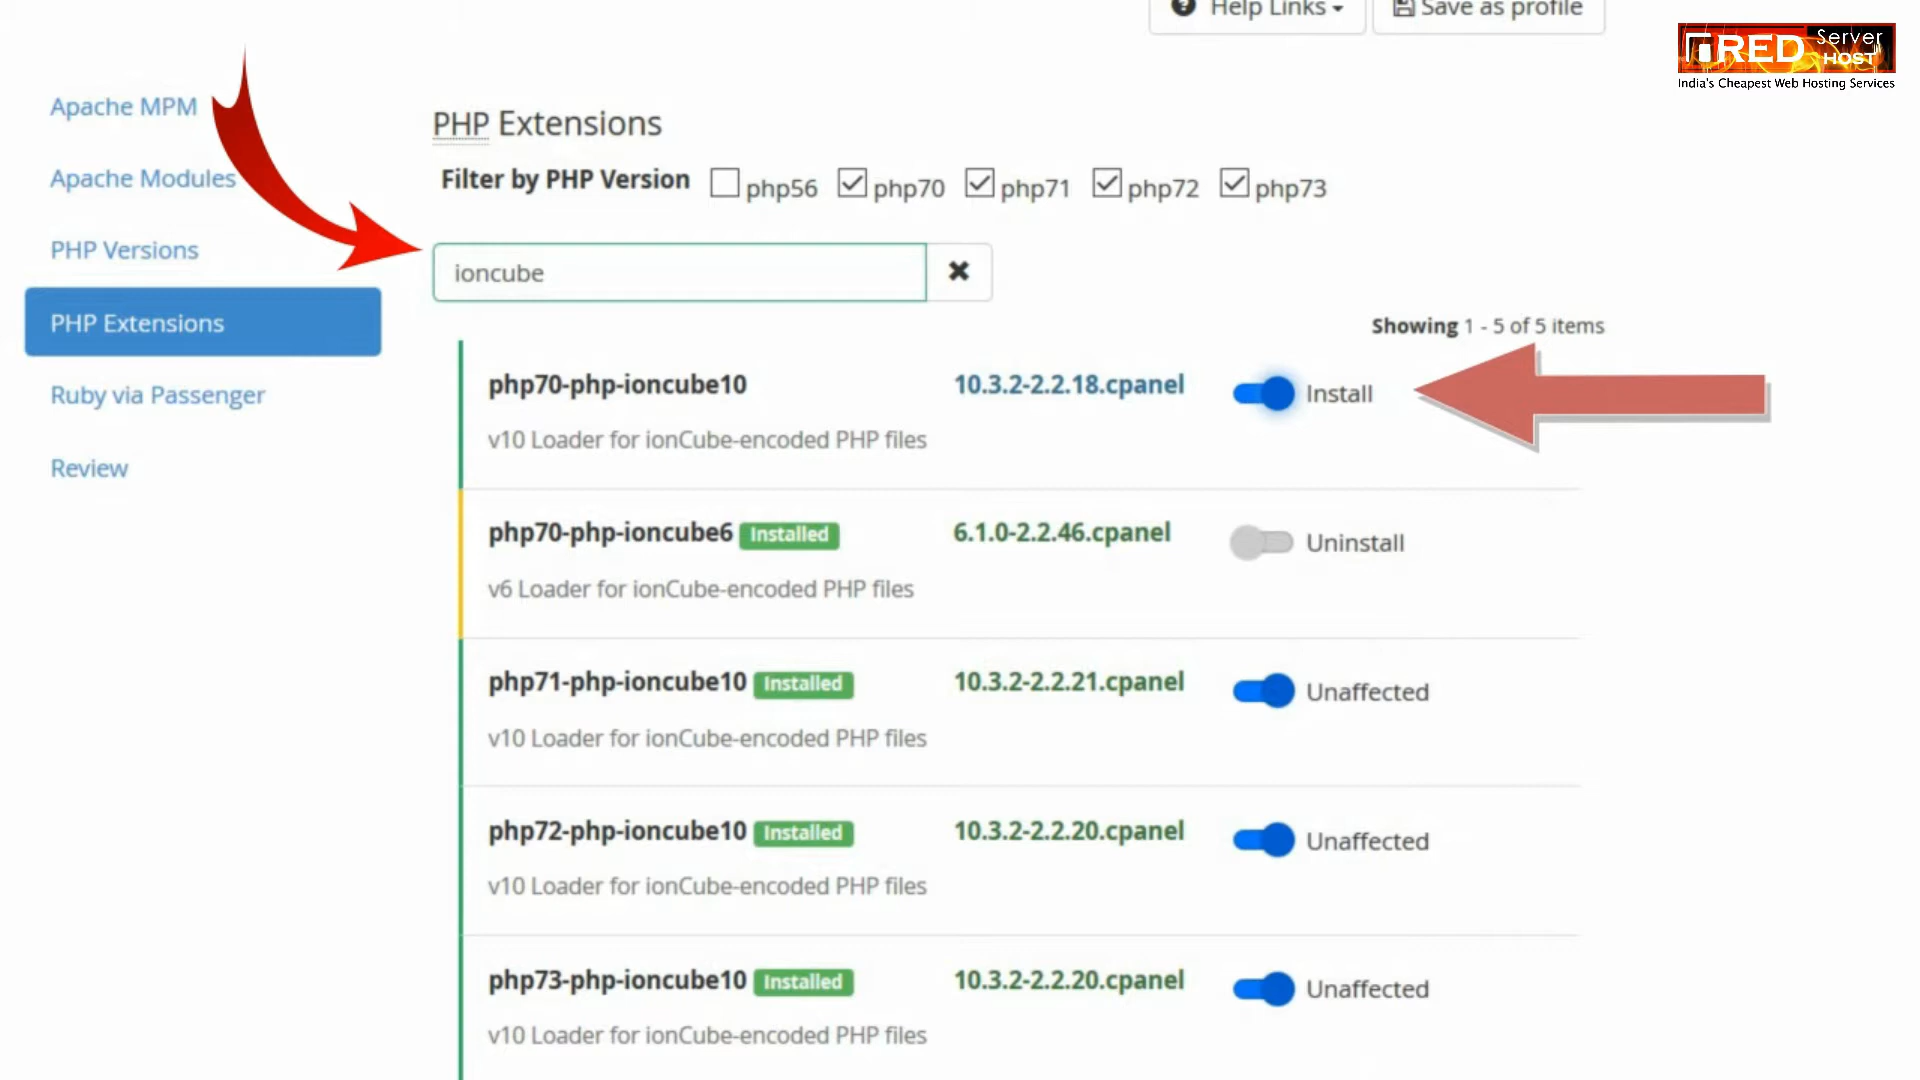 Help Links
Save as profile
RED Server HOST
India's Cheapest Web Hosting Services
Apache MPM
Apache Modules
PHP Versions
PHP Extensions
Ruby via Passenger
Review
PHP Extensions
Filter by PHP Version php56 php70 php71 php72 php73
ioncube
Showing 1 - 5 of 5 items
php70-php-ioncube10 10.3.2-2.2.18.cpanel Install
v10 Loader for ionCube-encoded PHP files
php70-php-ioncube6 Installed 6.1.0-2.2.46.cpanel Uninstall
v6 Loader for ionCube-encoded PHP files
php71-php-ioncube10 Installed 10.3.2-2.2.21.cpanel Unaffected
v10 Loader for ionCube-encoded PHP files
php72-php-ioncube10 Installed 10.3.2-2.2.20.cpanel Unaffected
v10 Loader for ionCube-encoded PHP files
php73-php-ioncube10 Installed 10.3.2-2.2.20.cpanel Unaffected
v10 Loader for ionCube-encoded PHP files